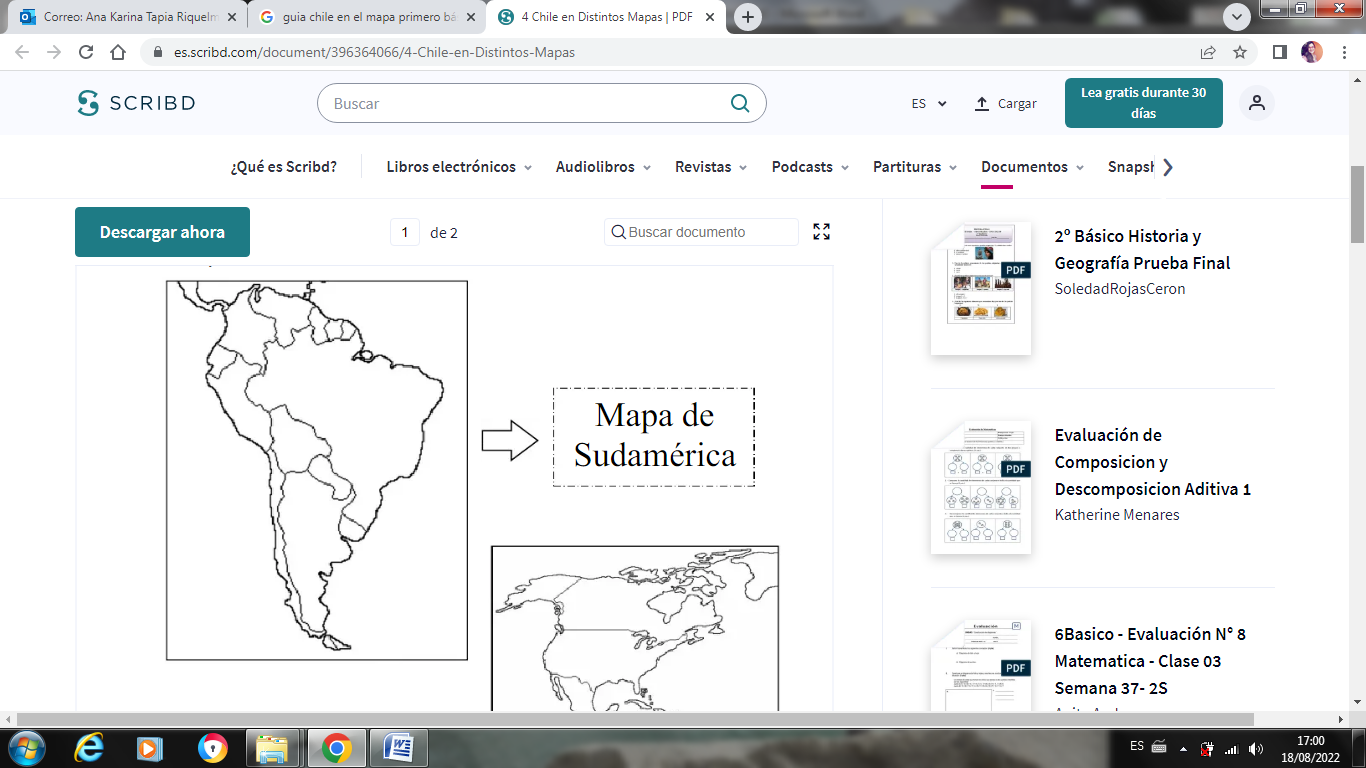 Correo: Ana Karina Tapia Riquelm
guia chile en el mapa primero bá
4 Chile en Distintos Mapas | PDF
es.scribd.com/document/396364066/4-Chile-en-Distintos-Mapas
SCRIBD
Buscar
ES
Cargar
Lea gratis durante 30
días
¿Qué es Scribd?
Libros electrónicos
Audiolibros
Revistas
Podcasts
Partituras
Documentos
Snapsh
Descargar ahora
1 de 2
Buscar documento
Mapa de
Sudamérica
PDF
2º Básico Historia y
Geografía Prueba Final
SoledadRojasCeron
PDF
Evaluación de
Composicion y
Descomposicion Aditiva 1
Katherine Menares
Evaluación
PDF
6Basico - Evaluación N° 8
Matematica - Clase 03
Semana 37- 2S
ES
17:00
18/08/2022